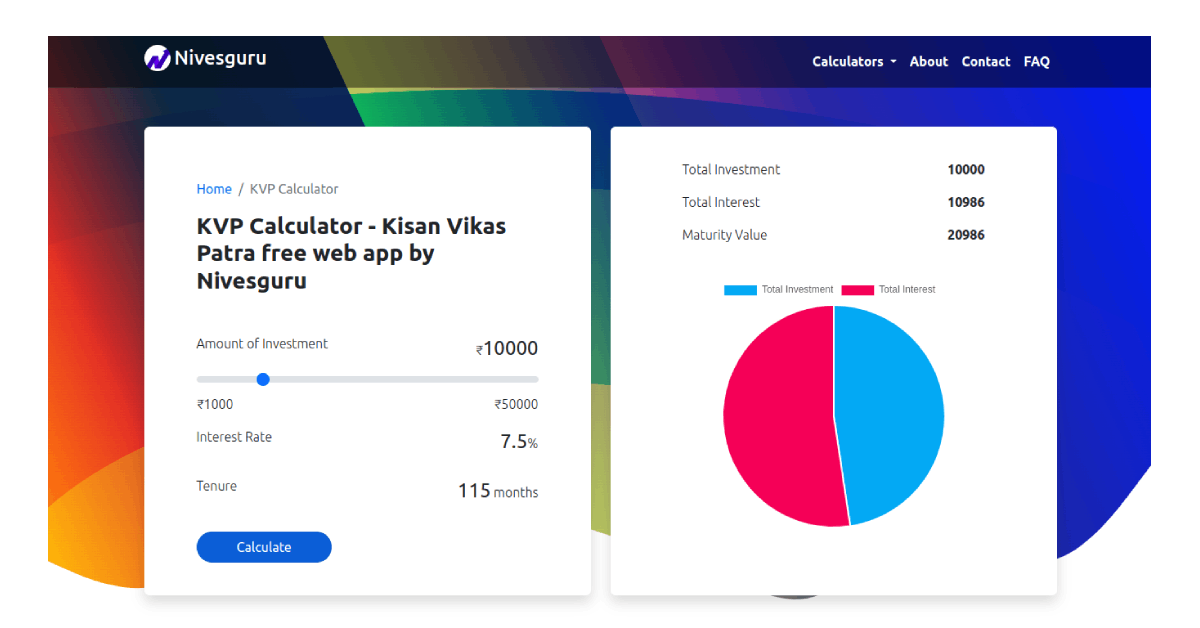 Nivesguru
Calculators About Contact FAQ
Home / KVP Calculator
KVP Calculator - Kisan Vikas
Patra free web app by
Nivesguru
Amount of Investment ₹10000
₹1000 ₹50000
Interest Rate 7.5%
Tenure 115 months
Calculate
Total Investment 10000
Total Interest 10986
Maturity Value 20986
Total Investment Total Interest